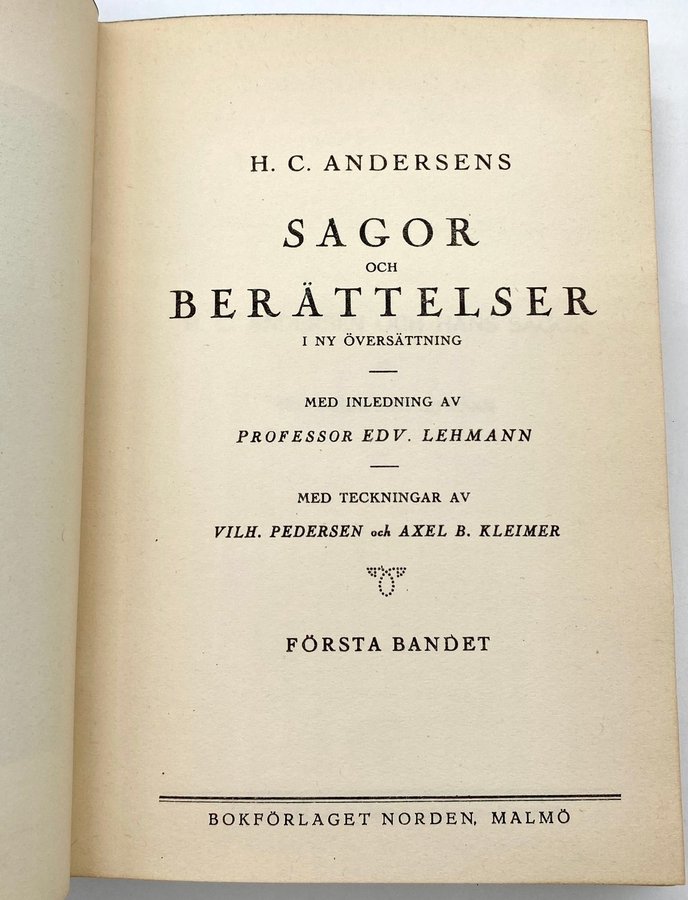 H. C. ANDERSENS
SAGOR
OCH
BERÄTTELSER
I NY ÖVERSÄTTNING
MED INLEDNING AV
PROFESSOR EDV. LEHMANN
MED TECKNINGAR AV
VILH. PEDERSEN och AXEL B. KLEIMER
FÖRSTA BANDET
BOKFÖRLAGET NORDEN, MALMÖ